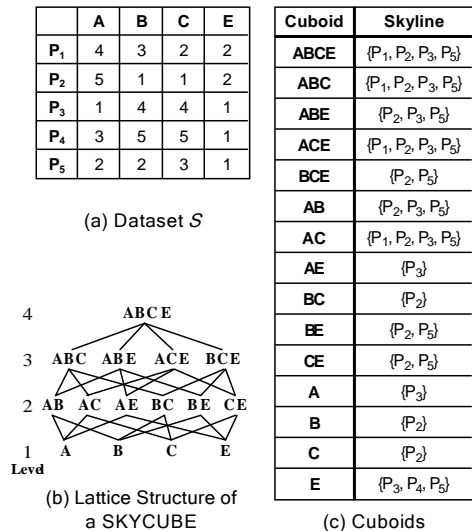 A B C E
P1 4 3 2 2
P2 5 1 1 2
P3 1 4 4 1
P4 3 5 5 1
P5 2 2 3 1
(a) Dataset S
4 ABCE
3 ABC ABE ACE BCE
2 AB AC AE BC BE CE
1 A B C E
Level
(b) Lattice Structure of
a SKYCUBE
Cuboid Skyline
ABCE {P1, P2, P3, P5}
ABC {P1, P2, P3, P5}
ABE {P2, P3, P5}
ACE {P1, P2, P3, P5}
BCE {P2, P5}
AB {P2, P3, P5}
AC {P1, P2, P3, P5}
AE {P3}
BC {P2}
BE {P2, P5}
CE {P2, P5}
A {P3}
B {P2}
C {P2}
E {P3, P4, P5}
(c) Cuboids